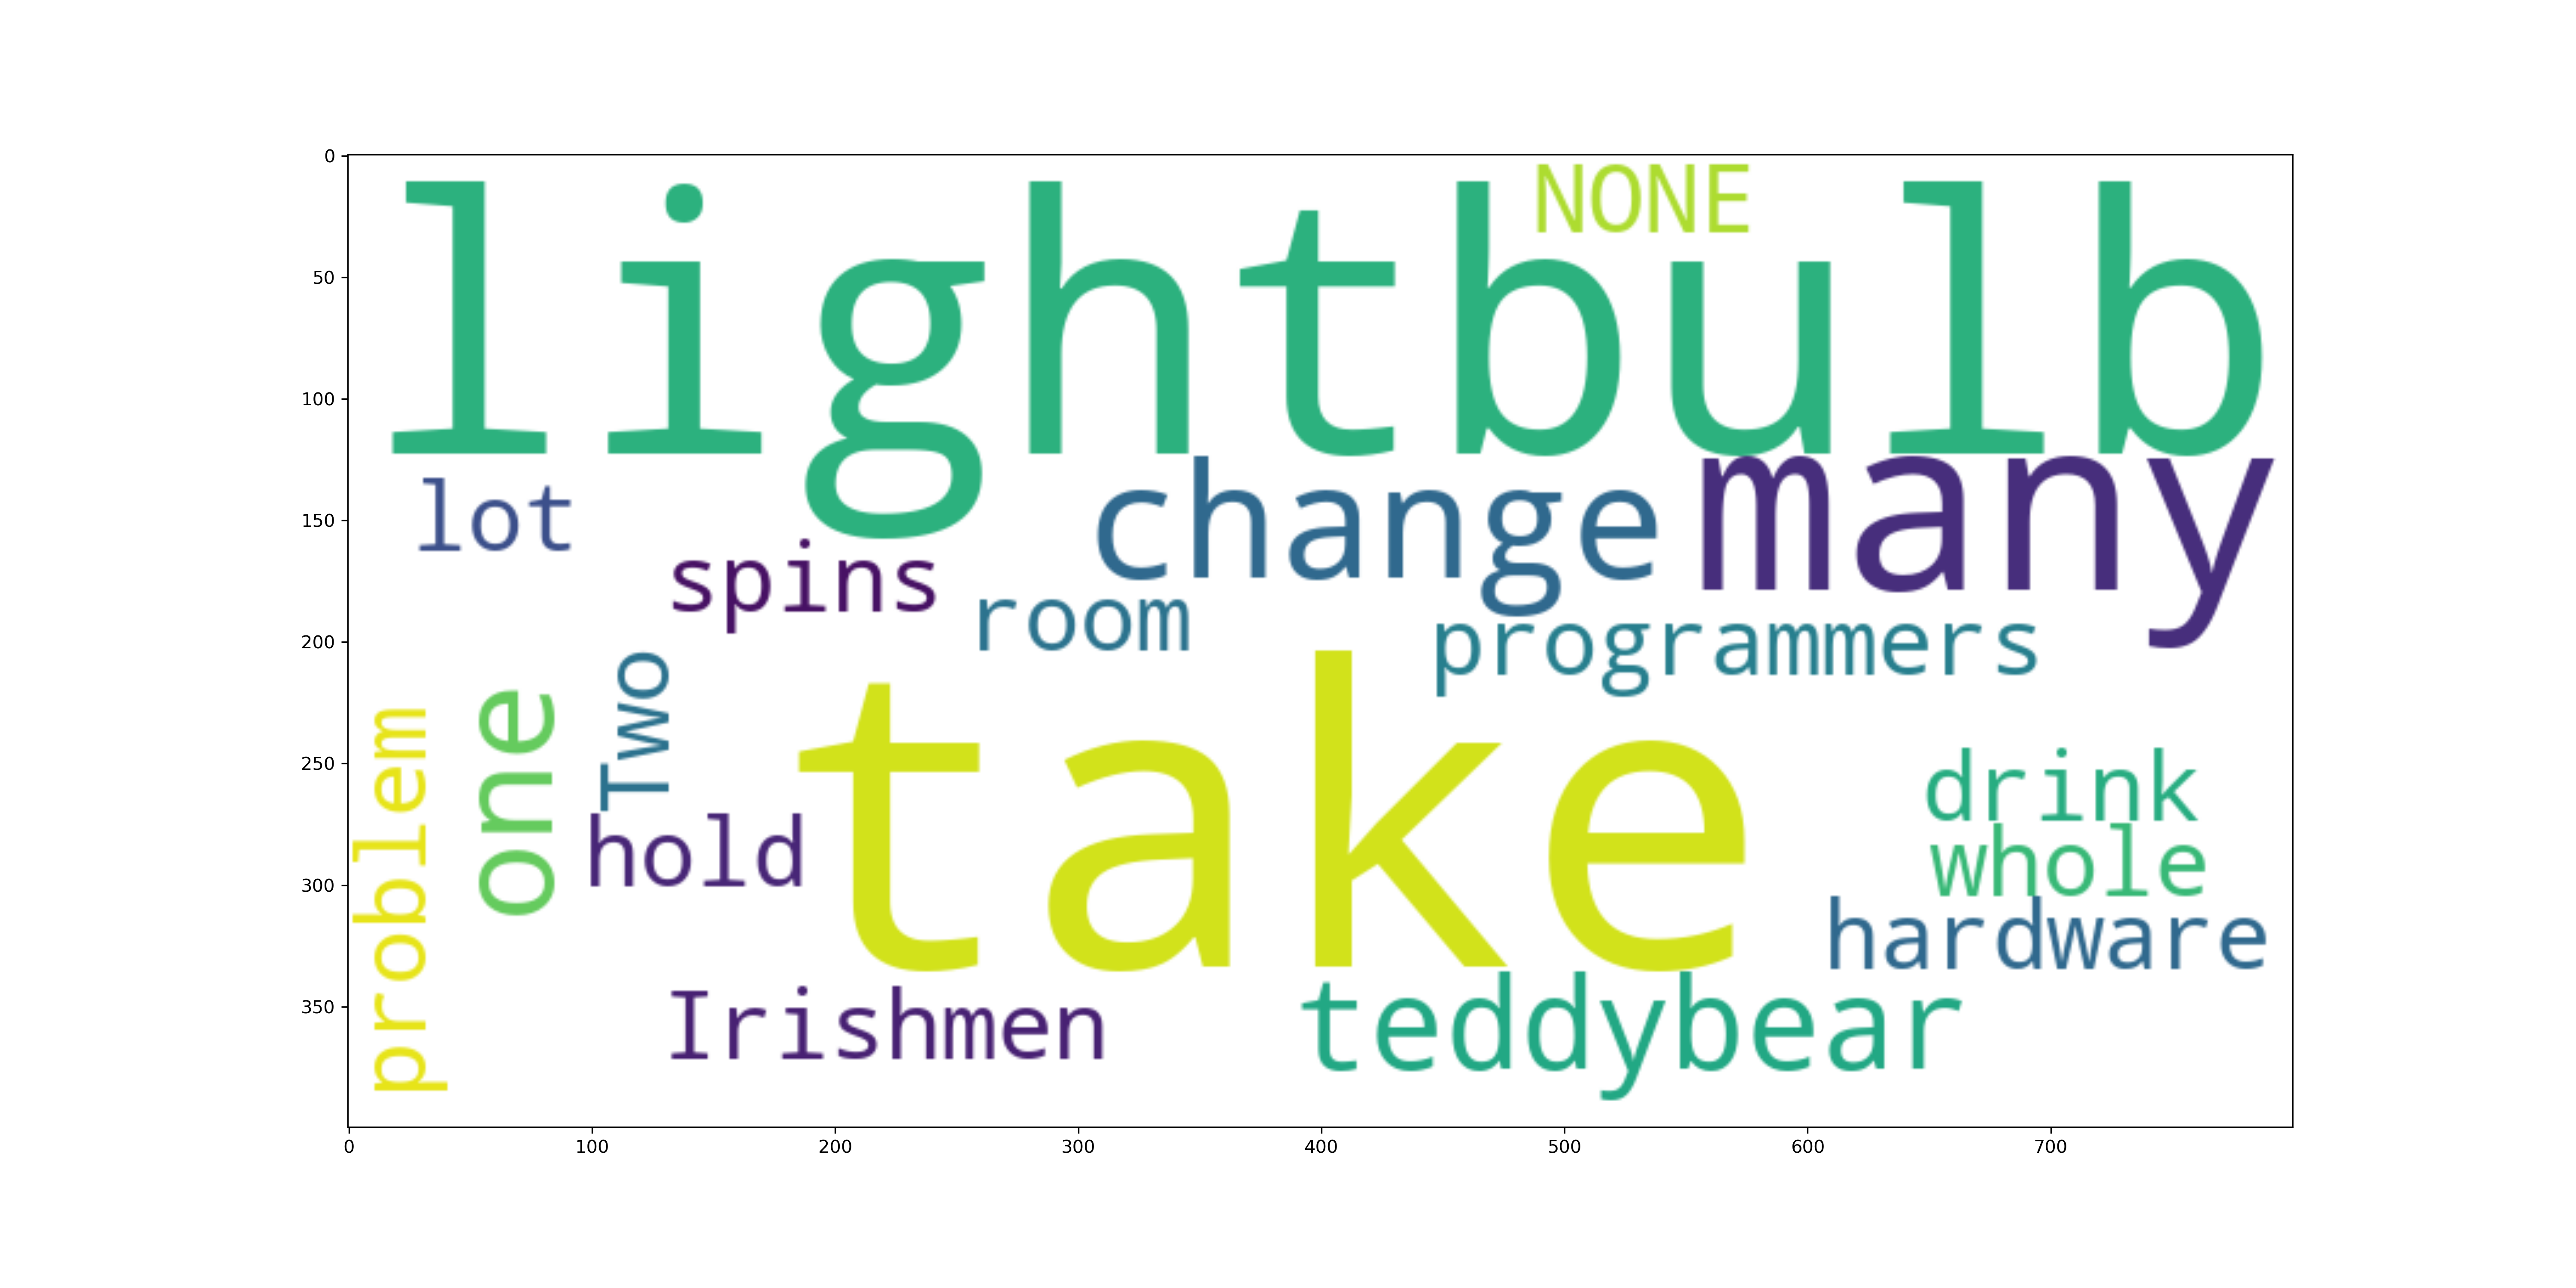 NONE
lightbulb
lot
change
many
spins
room
programmers
Two
one
problem
take
drink
hold
whole
hardware
Irishmen
teddybear
0
50
100
150
200
250
300
350
0
100
200
300
400
500
600
700